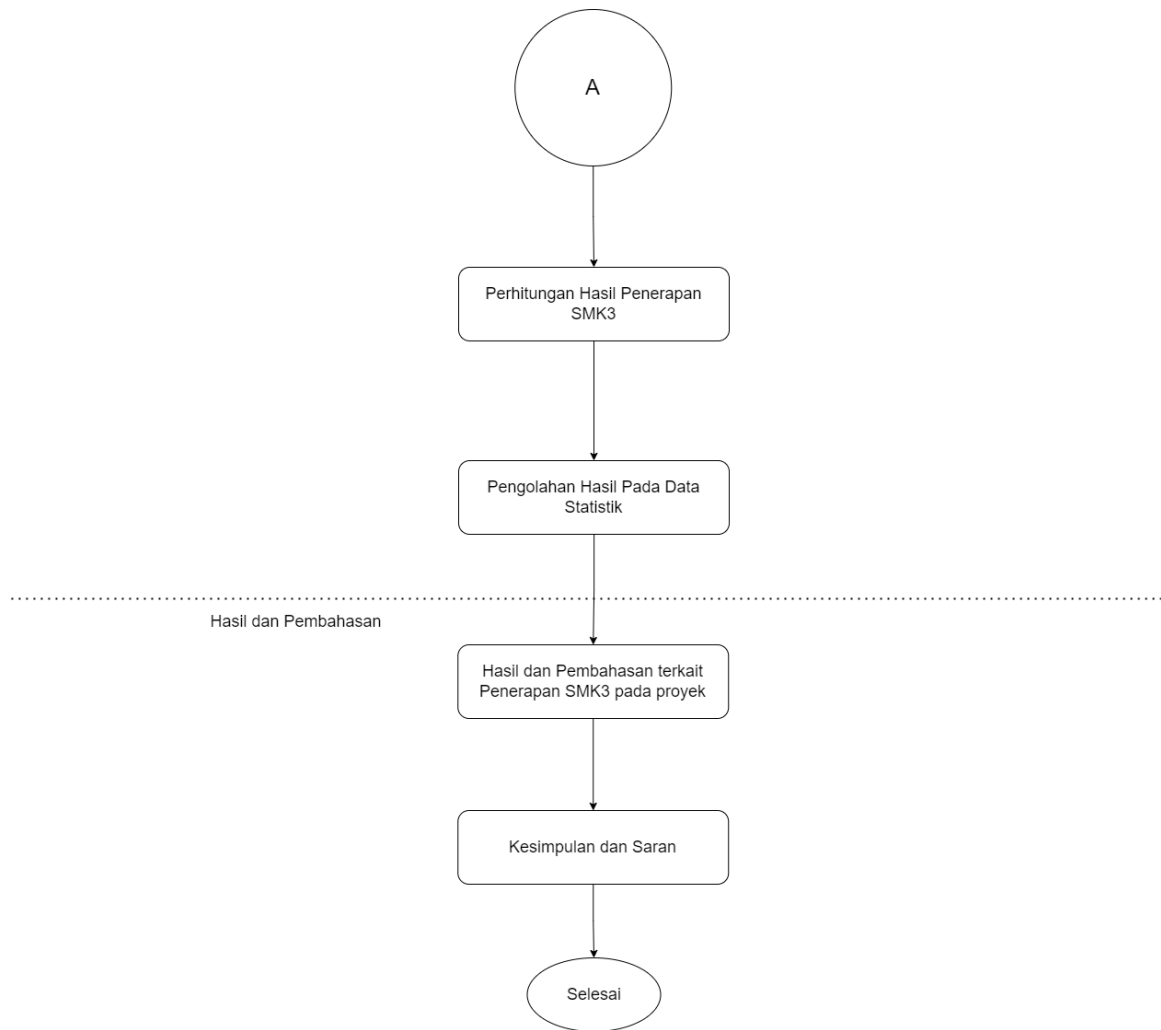 A
Perhitungan Hasil Penerapan
SMK3
Pengolahan Hasil Pada Data
Statistik
Hasil dan Pembahasan
Hasil dan Pembahasan terkait
Penerapan SMK3 pada proyek
Kesimpulan dan Saran
Selesai